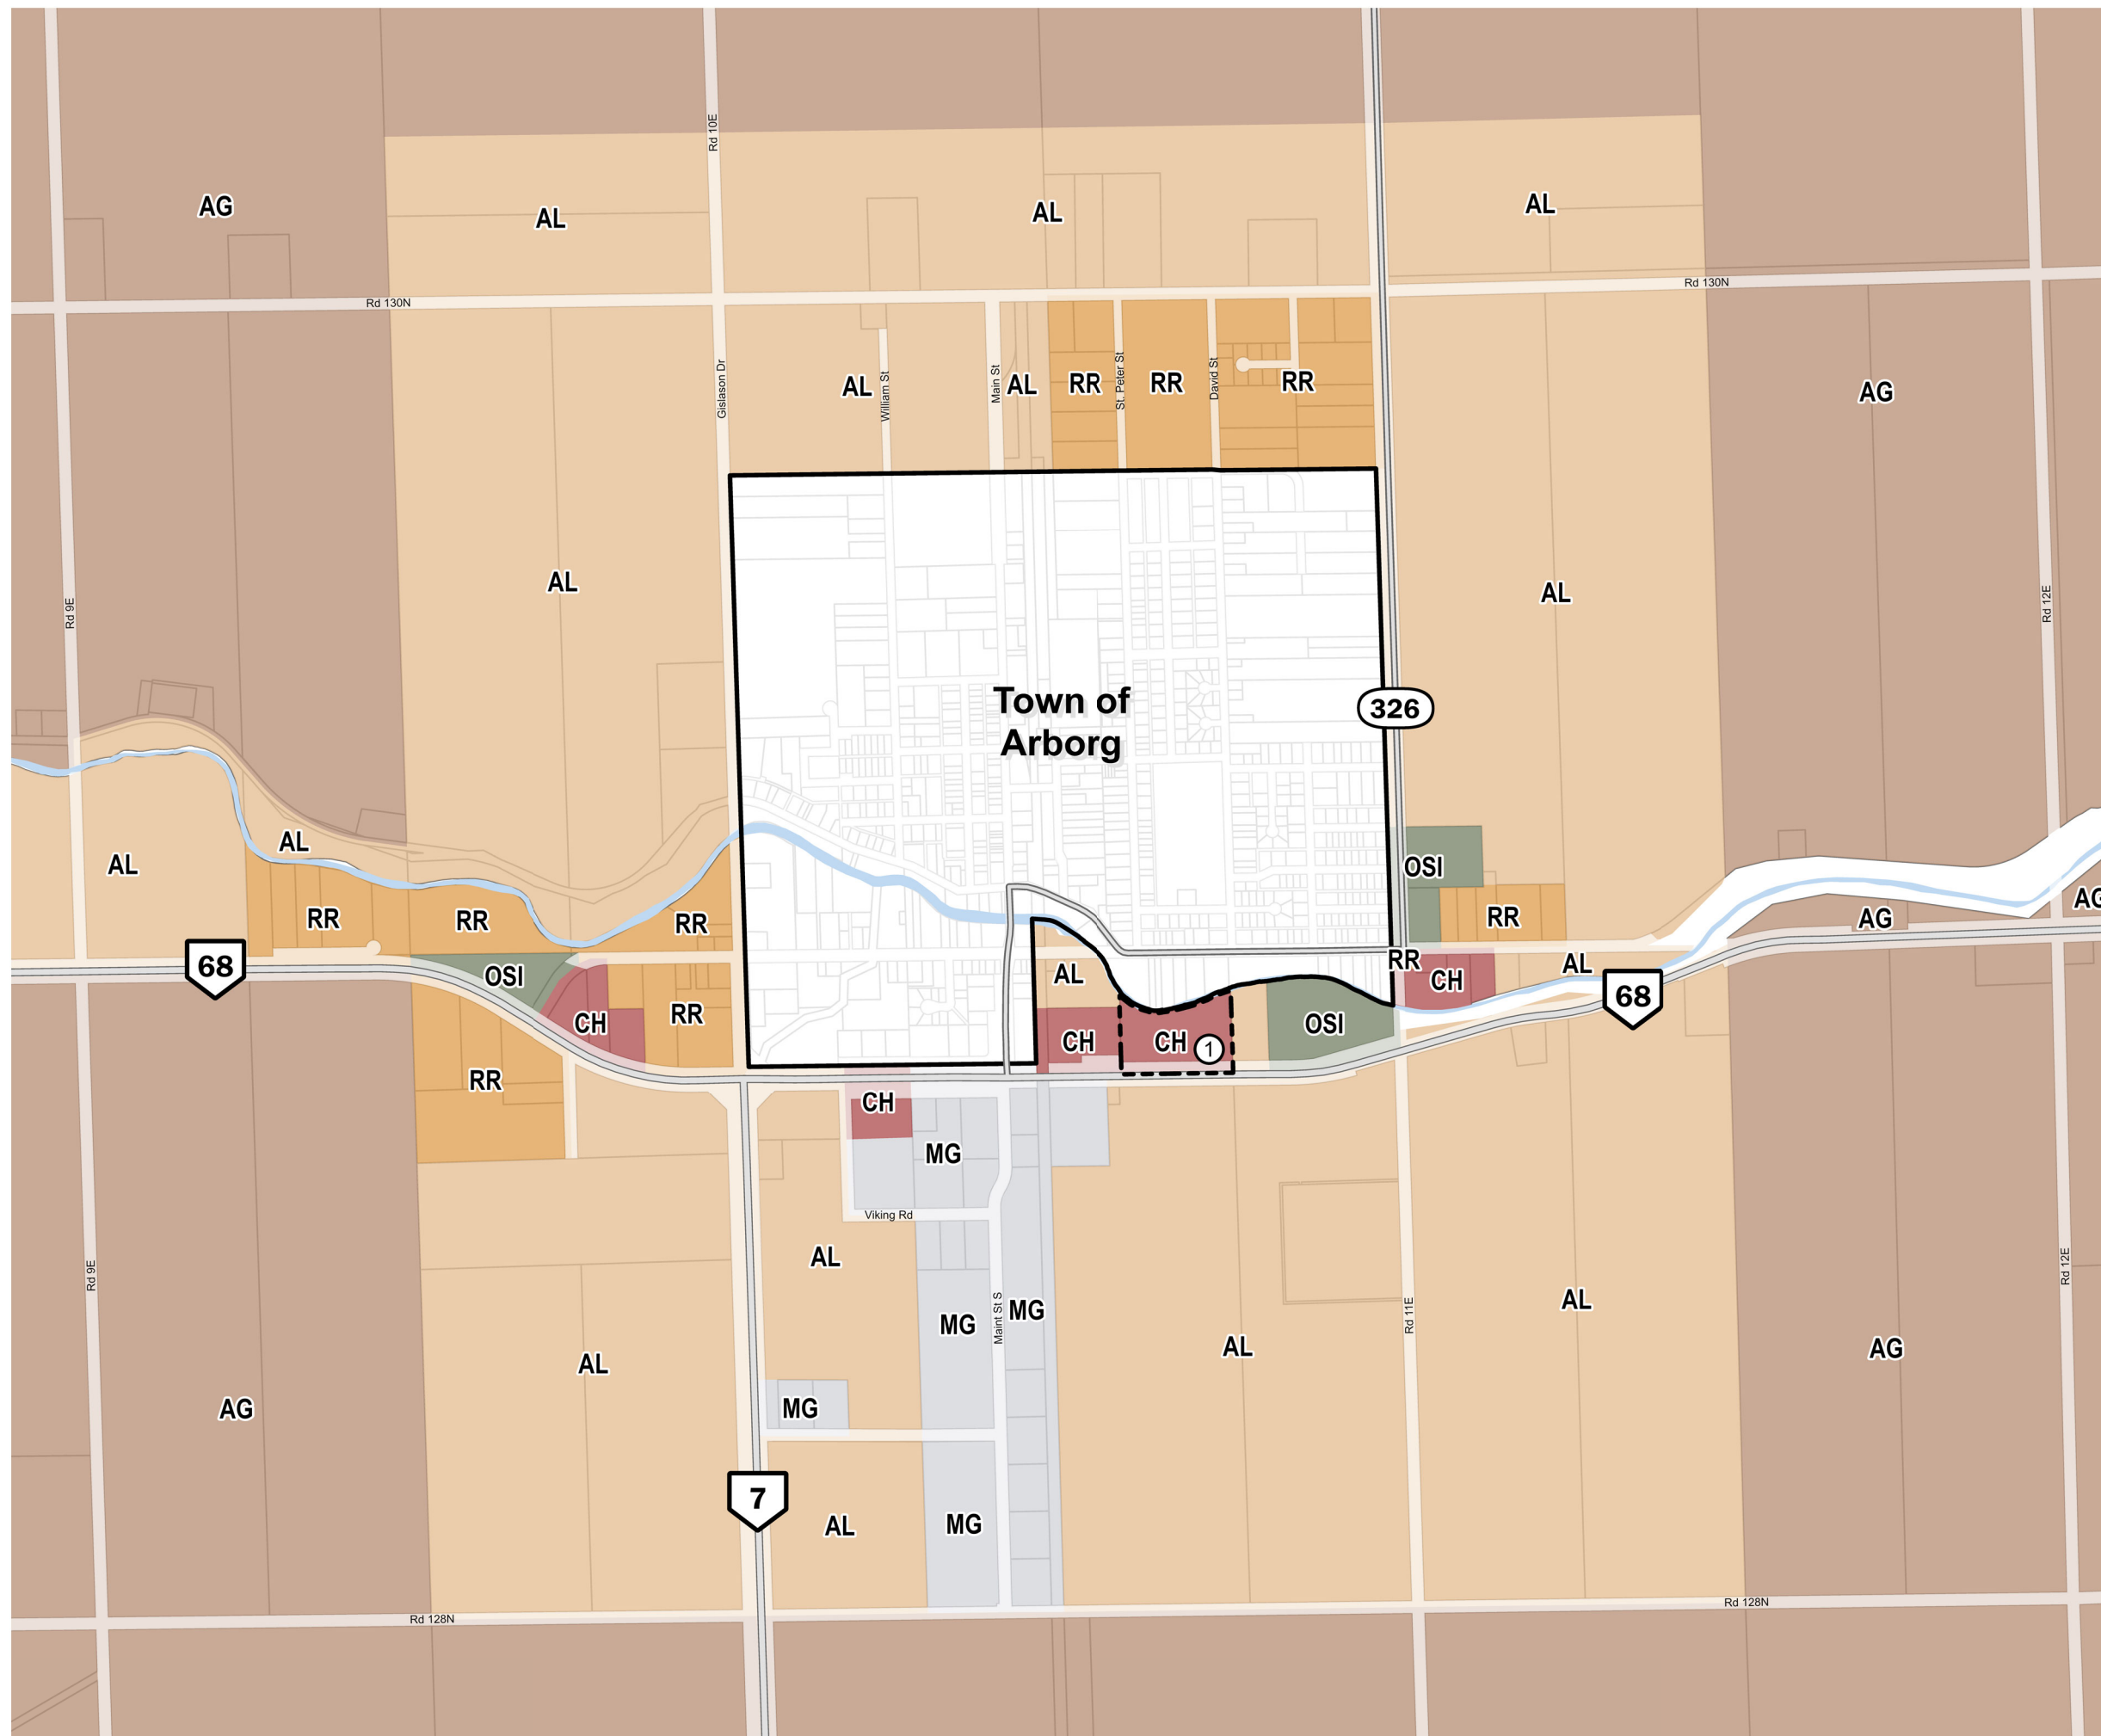 Rd 10E
AG
AL
AL
AL
Rd 130N
Rd 130N
Gislason Dr
AL
William St
Main St
AL
RR
St. Peter St
RR
David St
RR
AG
Rd 9E
AL
AL
Rd 12E
Town of
Arborg
326
AL
AL
OSI
RR
RR
RR
RR
AG
AG
68
OSI
AL
RR
CH
AL
68
CH
RR
CH
CH
1
OSI
RR
CH
MG
Viking Rd
AL
Rd 9E
MG
Maint St S
MG
Rd 11E
AL
Rd 12E
AL
AL
AG
AG
MG
7
AL
MG
Rd 128N
Rd 128N